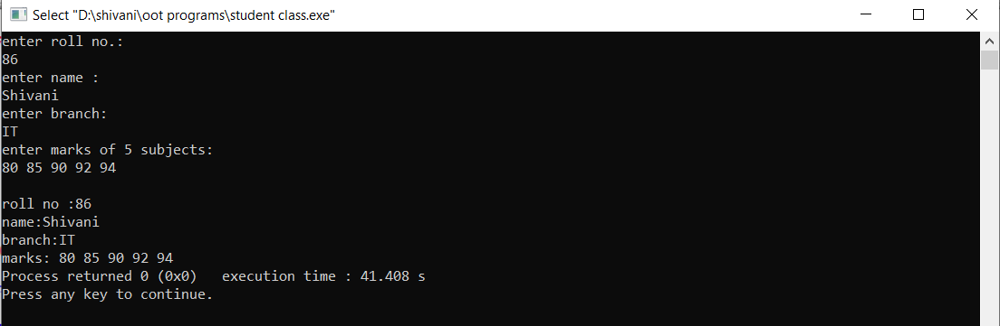 Select "D:\shivani\oot programs\student class.exe"
enter roll no.:
86
enter name :
Shivani
enter branch:
IT
enter marks of 5 subjects:
80 85 90 92 94
roll no :86
name:Shivani
branch:IT
marks: 80 85 90 92 94
Process returned 0 (0x0)   execution time : 41.408 s
Press any key to continue.